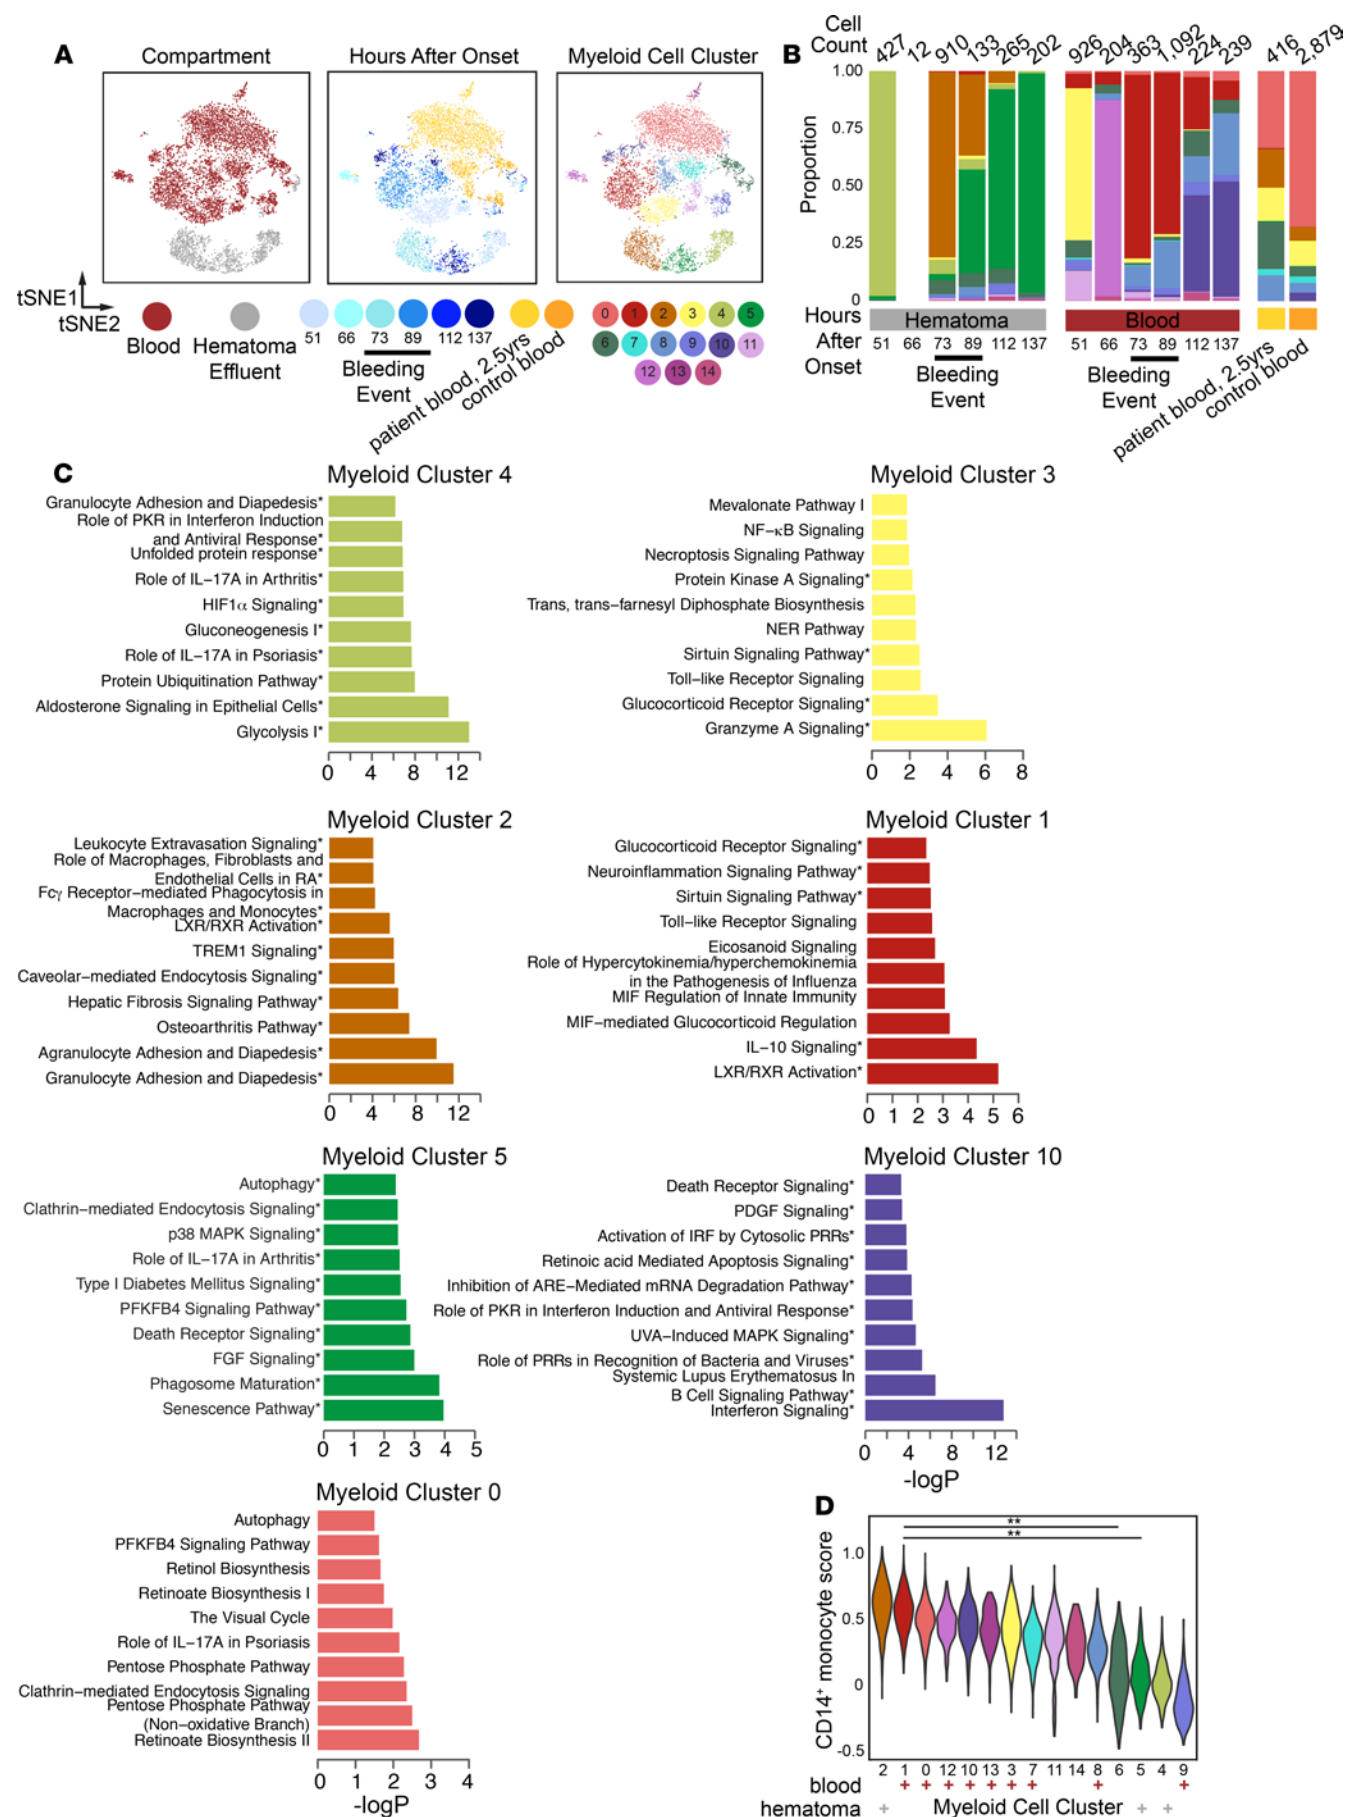 A
Compartment
Hours After Onset
Myeloid Cell Cluster
tSNE1
tSNE2
Blood
Hematoma
Effluent
51
66
73
89
112
137
Bleeding
Event
patient blood, 2.5yrs
control blood
0 1 2 3 4 5
6 7 8 9 10 11
12 13 14
B
Cell
Count
427 12 910 133 265 202
926 204 363 1,092 224 239
416 2,879
Proportion
1.00
0.75
0.50
0.25
0
Hours
After
Onset
Hematoma
Blood
51 66 73 89 112 137
51 66 73 89 112 137
Bleeding
Event
Bleeding
Event
patient blood, 2.5yrs
control blood
C
Myeloid Cluster 4
Granulocyte Adhesion and Diapedesis*
Role of PKR in Interferon Induction
and Antiviral Response*
Unfolded protein response*
Role of IL−17A in Arthritis*
HIF1α Signaling*
Gluconeogenesis I*
Role of IL−17A in Psoriasis*
Protein Ubiquitination Pathway*
Aldosterone Signaling in Epithelial Cells*
Glycolysis I*
0 4 8 12
Myeloid Cluster 3
Mevalonate Pathway I
NF−κB Signaling
Necroptosis Signaling Pathway
Protein Kinase A Signaling*
Trans, trans−farnesyl Diphosphate Biosynthesis
NER Pathway
Sirtuin Signaling Pathway*
Toll−like Receptor Signaling
Glucocorticoid Receptor Signaling*
Granzyme A Signaling*
0 2 4 6 8
Myeloid Cluster 2
Leukocyte Extravasation Signaling*
Role of Macrophages, Fibroblasts and
Endothelial Cells in RA*
Fcγ Receptor−mediated Phagocytosis in
Macrophages and Monocytes*
LXR/RXR Activation*
TREM1 Signaling*
Caveolar−mediated Endocytosis Signaling*
Hepatic Fibrosis Signaling Pathway*
Osteoarthritis Pathway*
Agranulocyte Adhesion and Diapedesis*
Granulocyte Adhesion and Diapedesis*
0 4 8 12
Myeloid Cluster 1
Glucocorticoid Receptor Signaling*
Neuroinflammation Signaling Pathway*
Sirtuin Signaling Pathway*
Toll−like Receptor Signaling
Eicosanoid Signaling
Role of Hypercytokinemia/hyperchemokinemia
in the Pathogenesis of Influenza
MIF Regulation of Innate Immunity
MIF−mediated Glucocorticoid Regulation
IL−10 Signaling*
LXR/RXR Activation*
0 1 2 3 4 5 6
Myeloid Cluster 5
Autophagy*
Clathrin−mediated Endocytosis Signaling*
p38 MAPK Signaling*
Role of IL−17A in Arthritis*
Type I Diabetes Mellitus Signaling*
PFKFB4 Signaling Pathway*
Death Receptor Signaling*
FGF Signaling*
Phagosome Maturation*
Senescence Pathway*
0 1 2 3 4 5
Myeloid Cluster 10
Death Receptor Signaling*
PDGF Signaling*
Activation of IRF by Cytosolic PRRs*
Retinoic acid Mediated Apoptosis Signaling*
Inhibition of ARE−Mediated mRNA Degradation Pathway*
Role of PKR in Interferon Induction and Antiviral Response*
UVA−Induced MAPK Signaling*
Role of PRRs in Recognition of Bacteria and Viruses*
Systemic Lupus Erythematosus In
B Cell Signaling Pathway*
Interferon Signaling*
0 4 8 12
-logP
Myeloid Cluster 0
Autophagy
PFKFB4 Signaling Pathway
Retinol Biosynthesis
Retinoate Biosynthesis I
The Visual Cycle
Role of IL−17A in Psoriasis
Pentose Phosphate Pathway
Clathrin−mediated Endocytosis Signaling
Pentose Phosphate Pathway
(Non−oxidative Branch)
Retinoate Biosynthesis II
0 1 2 3 4
-logP
D
**
**
CD14+ monocyte score
1.0
0.5
0
-0.5
2 1 0 12 10 13 3 7 11 14 8 6 5 4 9
blood + + + + + + + + +
hematoma + + +
Myeloid Cell Cluster